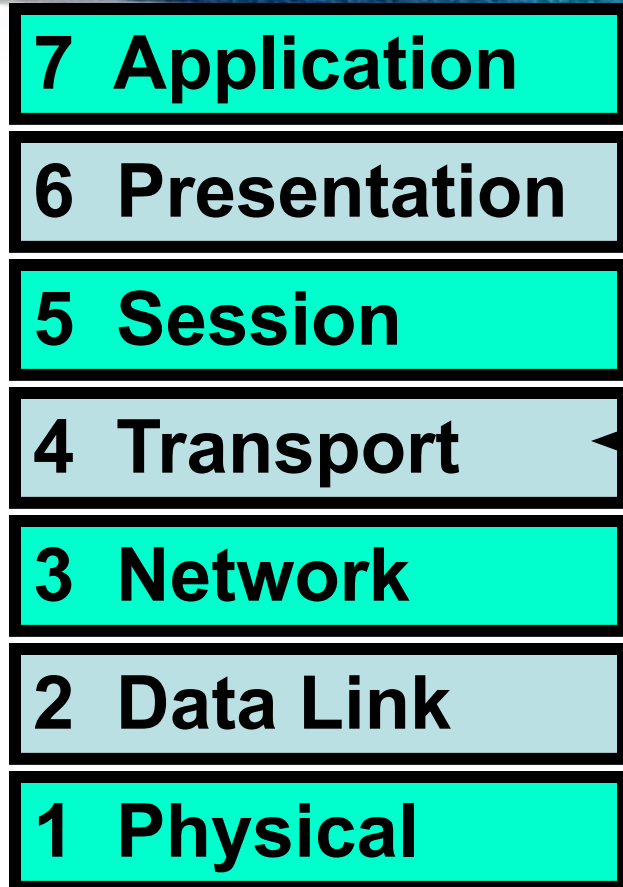 7 Application
6 Presentation
5 Session
4 Transport
3 Network
2 Data Link
1 Physical